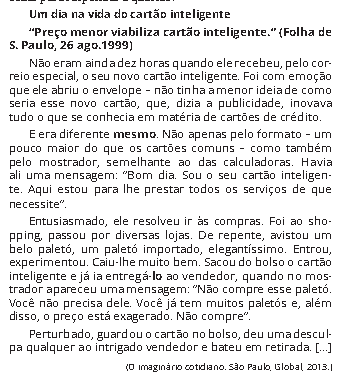 Um dia na vida do cartão inteligente
“Preço menor viabiliza cartão inteligente.” (Folha de
S. Paulo, 26 ago.1999)
Não eram ainda dez horas quando ele recebeu, pelo cor-
reio especial, o seu novo cartão inteligente. Foi com emoção
que ele abriu o envelope – não tinha a menor ideia de como
seria esse novo cartão, que, dizia a publicidade, inovava
tudo o que se conhecia em matéria de cartões de crédito.
E era diferente mesmo. Não apenas pelo formato – um
pouco maior do que os cartões comuns – como também
pelo mostrador, semelhante ao das calculadoras. Havia
ali uma mensagem: “Bom dia. Sou o seu cartão inteligen-
te. Aqui estou para lhe prestar todos os serviços de que
necessite”.
Entusiasmado, ele resolveu ir às compras. Foi ao sho-
pping, passou por diversas lojas. De repente, avistou um
belo paletó, um paletó importado, elegantíssimo. Entrou,
experimentou. Caiu-lhe muito bem. Sacou do bolso o cartão
inteligente e já ia entregá-lo ao vendedor, quando no mos-
trador apareceu uma mensagem: “Não compre esse paletó.
Você não precisa dele. Você já tem muitos paletós e, além
disso, o preço está exagerado. Não compre”.
Perturbado, guardou o cartão no bolso, deu uma descul-
pa qualquer ao intrigado vendedor e bateu em retirada. [...]
(O imaginário cotidiano. São Paulo, Global, 2013.)